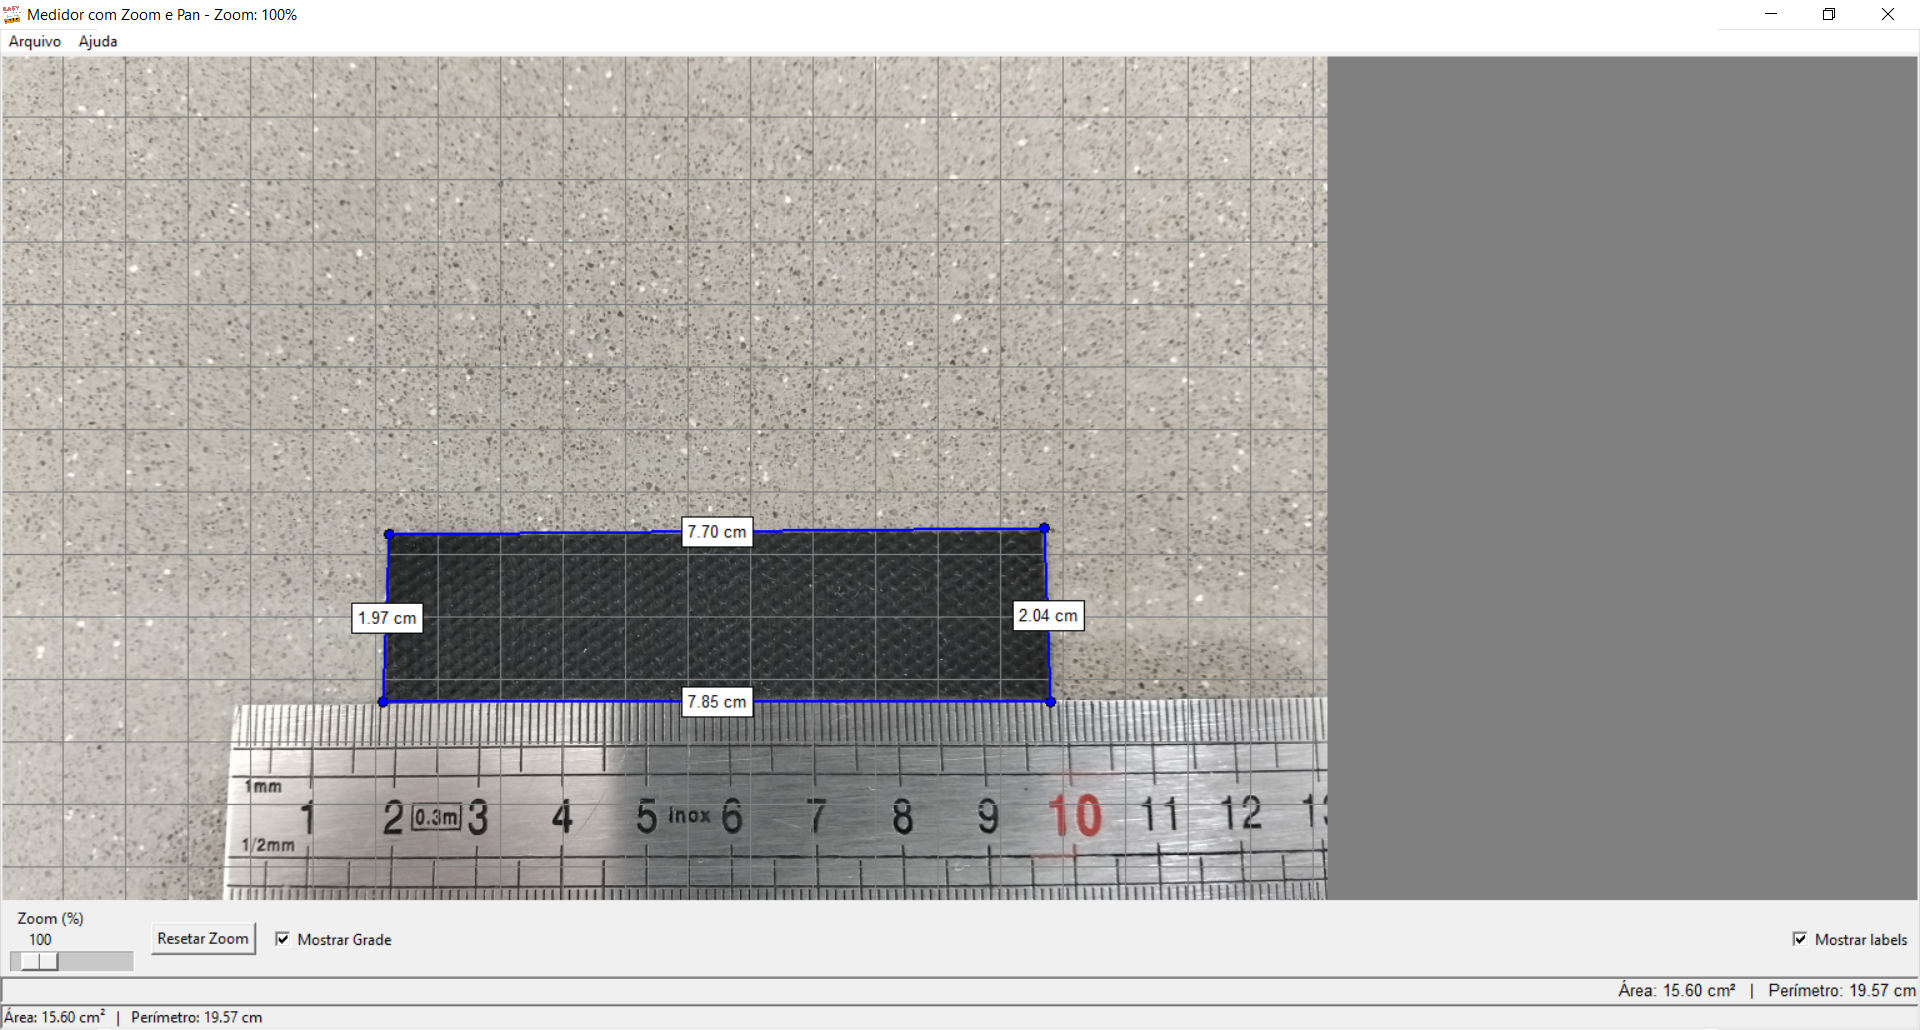 Medidor com Zoom e Pan - Zoom: 100%
Arquivo Ajuda
7.70 cm
1.97 cm
2.04 cm
7.85 cm
1mm
1 2 0.3m 3 4 5 inox 6 7 8 9 10 11 12
1/2mm
Zoom (%)
100
Resetar Zoom
Mostrar Grade
Mostrar labels
Área: 15.60 cm² | Perímetro: 19.57 cm
Área: 15.60 cm² | Perímetro: 19.57 cm